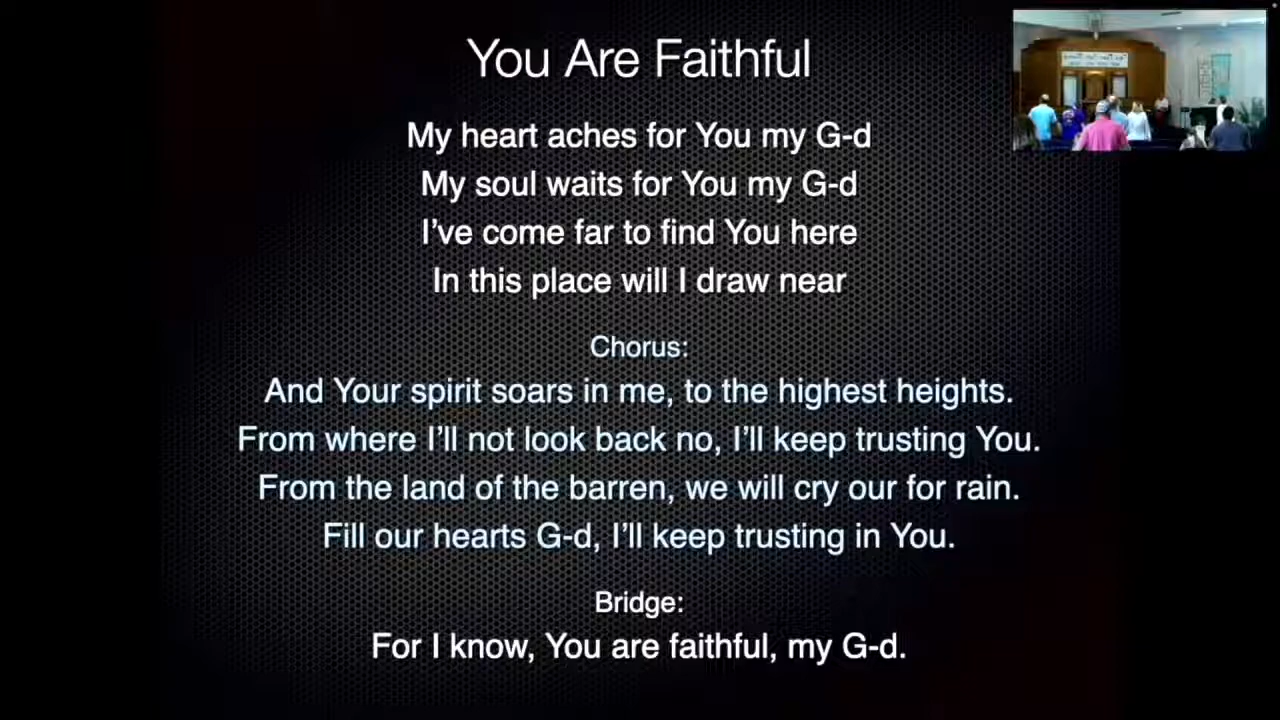 You Are Faithful
My heart aches for You my G-d
My soul waits for You my G-d
I’ve come far to find You here
In this place will I draw near
Chorus:
And Your spirit soars in me, to the highest heights.
From where I’ll not look back no, I’ll keep trusting You.
From the land of the barren, we will cry our for rain.
Fill our hearts G-d, I’ll keep trusting in You.
Bridge:
For I know, You are faithful, my G-d.